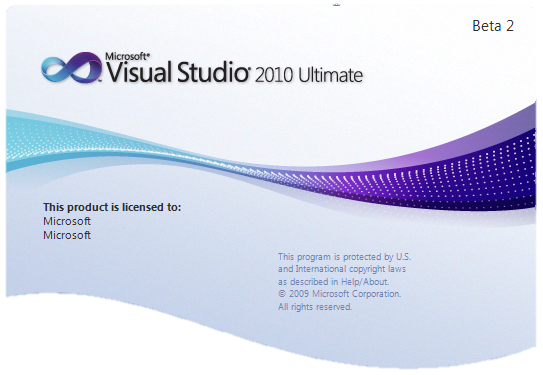 Beta 2
Microsoft®
Visual Studio® 2010 Ultimate
This product is licensed to:
Microsoft
Microsoft
This program is protected by U.S.
and International copyright laws
as described in Help/About.
© 2009 Microsoft Corporation.
All rights reserved.